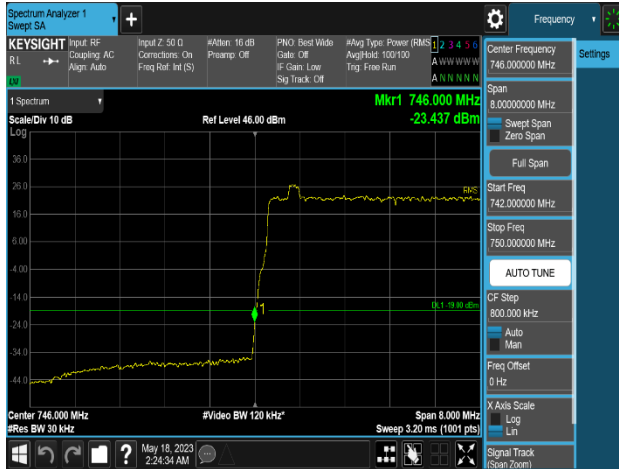 Spectrum Analyzer 1
Swept SA
+
Frequency
KEYSIGHT
RL
Input: RF
Coupling: AC
Align: Auto
Input Z: 50 Ω
Corrections: On
Freq Ref: Int (S)
#Atten: 16 dB
Preamp: Off
PNO: Best Wide
Gate: Off
IF Gain: Low
Sig Track: Off
#Avg Type: Power (RMS
Avg|Hold: 100/100
Trig: Free Run
1 2 3 4 5 6
A W W W W W
A N N N N N
1 Spectrum
Scale/Div 10 dB
Ref Level 46.00 dBm
Mkr1 746.000 MHz
-23.437 dBm
Log
36.0
26.0
16.0
6.00
-4.00
-14.0
-24.0
-34.0
-44.0
RMS
1
DL1 -19.00 dBm
Center 746.000 MHz
#Video BW 120 kHz*
Span 8.000 MHz
#Res BW 30 kHz
Sweep 3.20 ms (1001 pts)
?
May 18, 2023
2:24:34 AM
Center Frequency
746.000000 MHz
Settings
Span
8.00000000 MHz
Swept Span
Zero Span
Full Span
Start Freq
742.000000 MHz
Stop Freq
750.000000 MHz
AUTO TUNE
CF Step
800.000 kHz
Auto
Man
Freq Offset
0 Hz
X Axis Scale
Log
Lin
Signal Track
(Span Zoom)